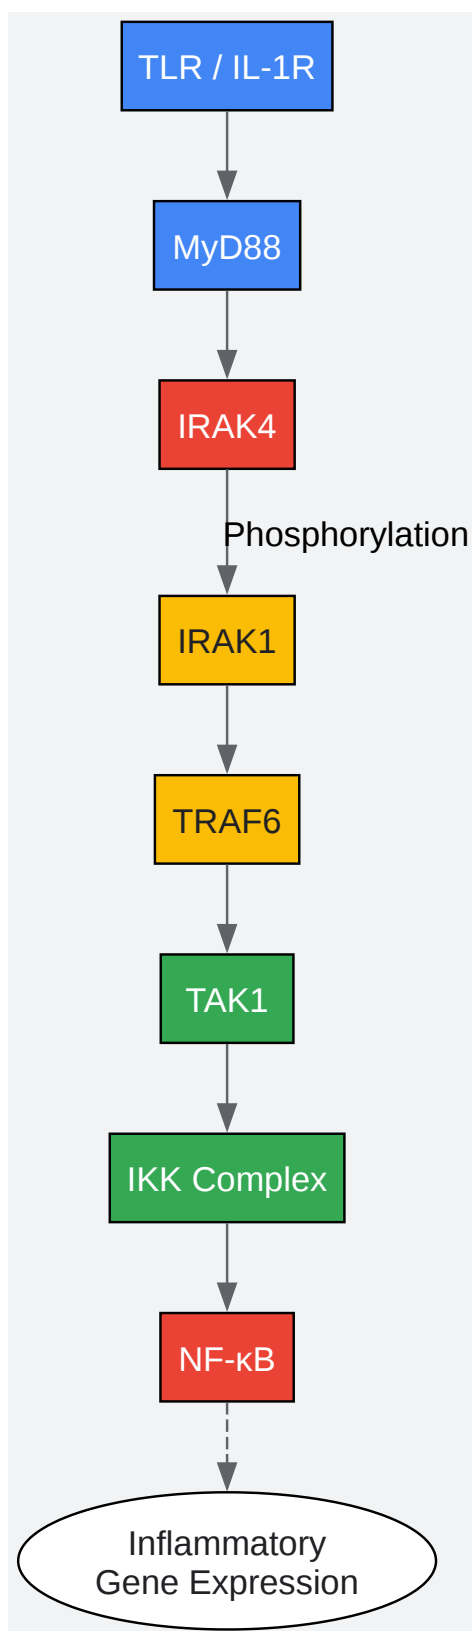 TLR / IL-1R
MyD88
IRAK4
Phosphorylation
IRAK1
TRAF6
TAK1
IKK Complex
NF-κB
Inflammatory
Gene Expression